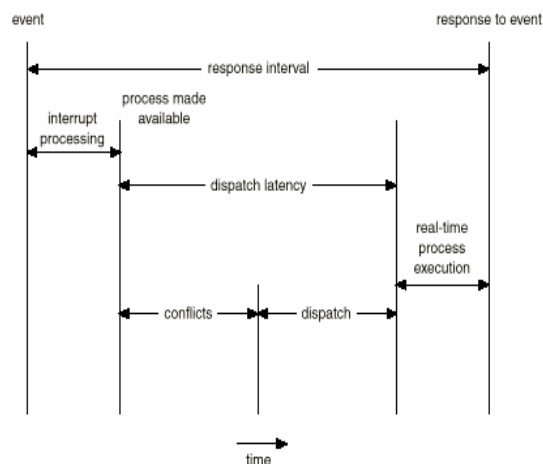 event
response to event
response interval
process made
available
interrupt
processing
dispatch latency
real-time
process
execution
conflicts
dispatch
time